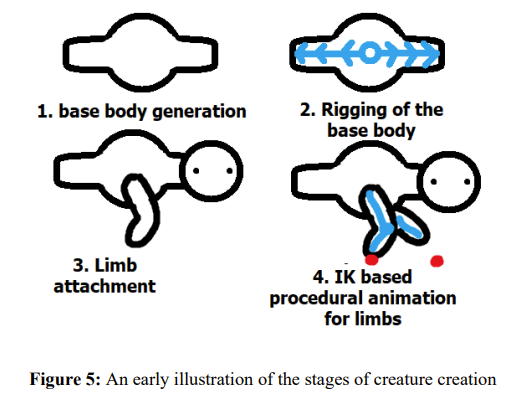 1. base body generation
2. Rigging of the
base body
3. Limb
attachment
4. IK based
procedural animation
for limbs
Figure 5: An early illustration of the stages of creature creation